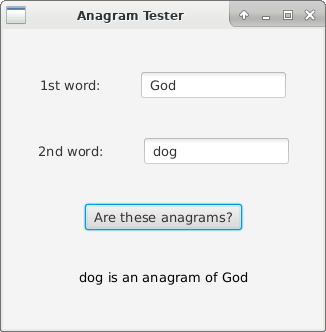 Anagram Tester
1st word: God
2nd word: dog
Are these anagrams?
dog is an anagram of God